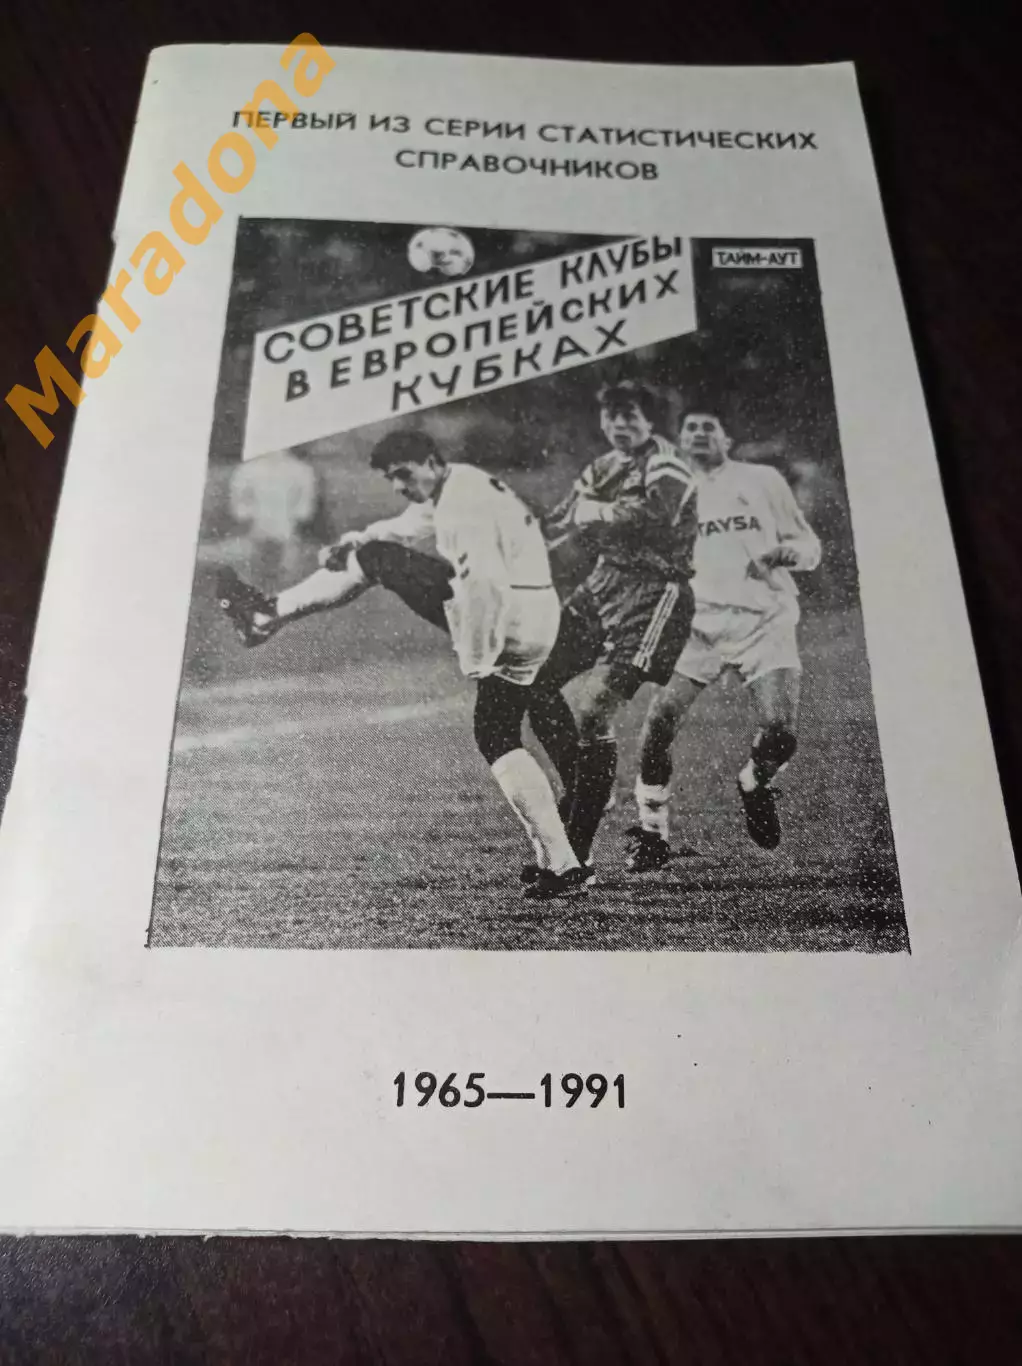 ПЕРВЫЙ ИЗ СЕРИИ СТАТИСТИЧЕСКИХ
СПРАВОЧНИКОВ
ТАЙМ-АУТ
СОВЕТСКИЕ КЛУБЫ
В ЕВРОПЕЙСКИХ
КУБКАХ
TAYSA
1965—1991
Maradona